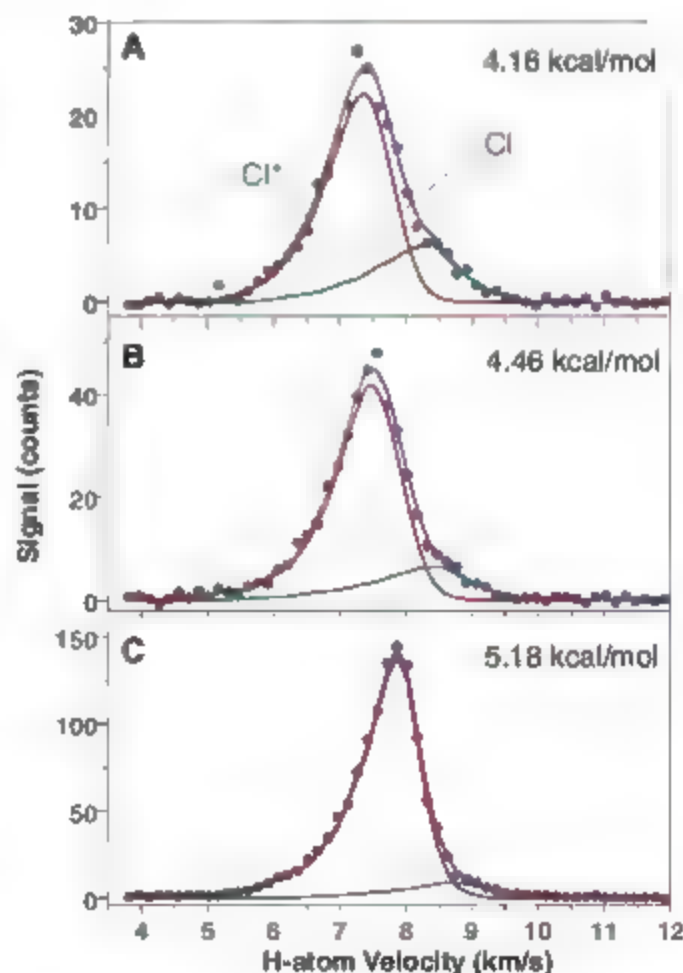 A
4.16 kcal/mol
30
20
10
0
Cl*
Cl
B
4.46 kcal/mol
40
20
0
Signal (counts)
C
5.18 kcal/mol
150
100
50
0
4 5 6 7 8 9 10 11 12
H-atom Velocity (km/s)